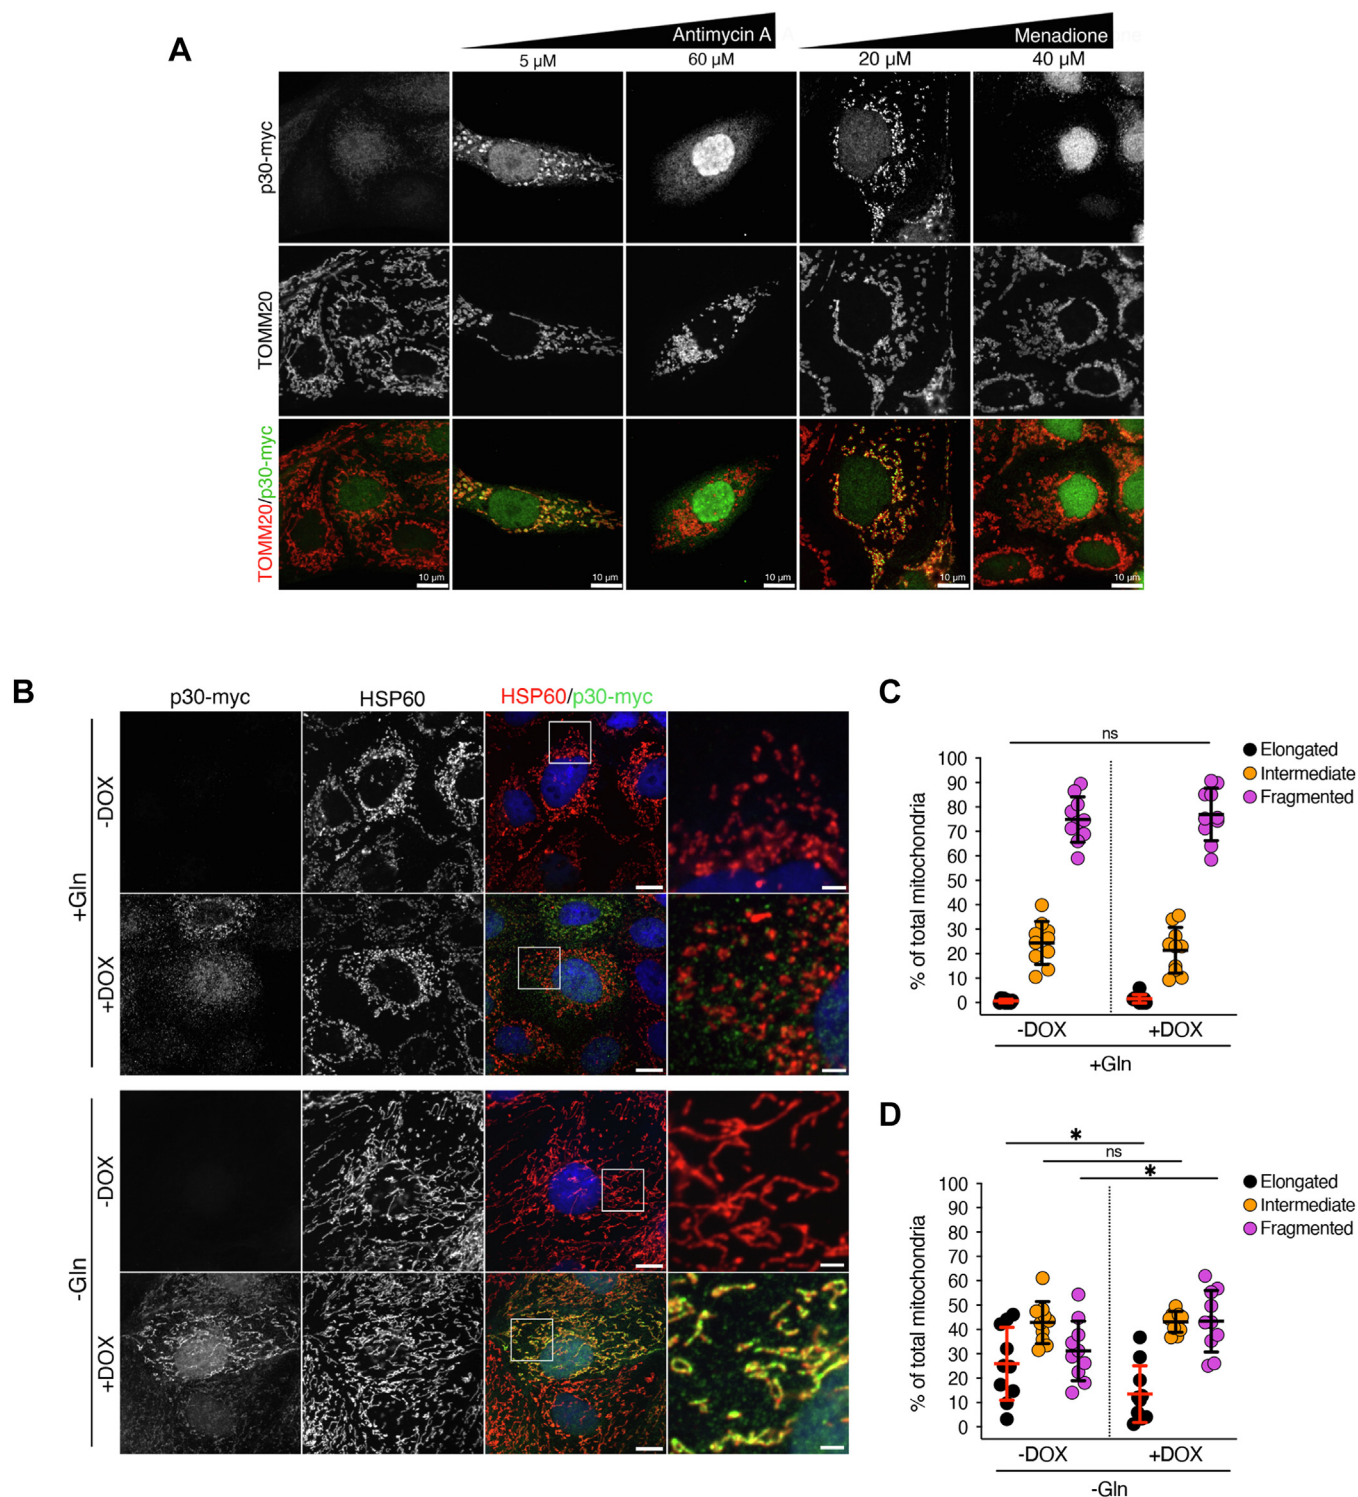 A
Antimycin A
Menadione
5 µM
60 µM
20 µM
40 µM
p30-myc
TOMM20
TOMM20/p30-myc
10 µm
10 µm
10 µm
10 µm
10 µm
B
p30-myc
HSP60
HSP60/p30-myc
+Gln
-DOX
+DOX
-Gln
-DOX
+DOX
C
ns
Elongated
Intermediate
Fragmented
% of total mitochondria
100
90
80
70
60
50
40
30
20
10
0
-DOX
+DOX
+Gln
D
*
ns
*
Elongated
Intermediate
Fragmented
% of total mitochondria
100
90
80
70
60
50
40
30
20
10
0
-DOX
+DOX
-Gln